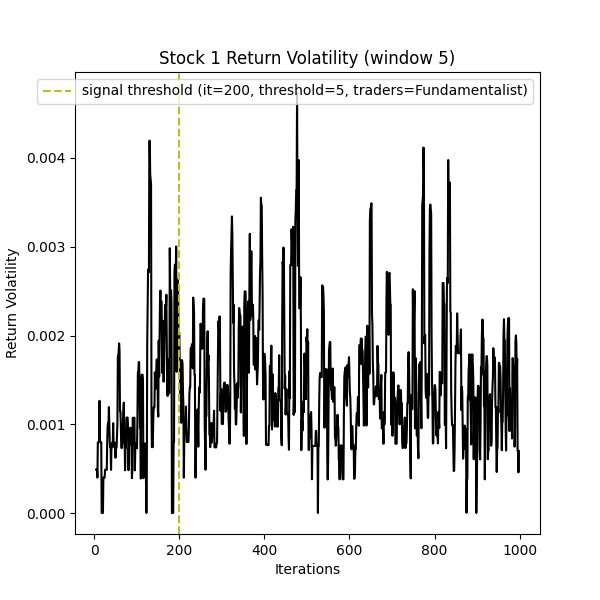 Stock 1 Return Volatility (window 5)
signal threshold (it=200, threshold=5, traders=Fundamentalist)
0.004
0.003
0.002
0.001
0.000
Return Volatility
0 200 400 600 800 1000
Iterations